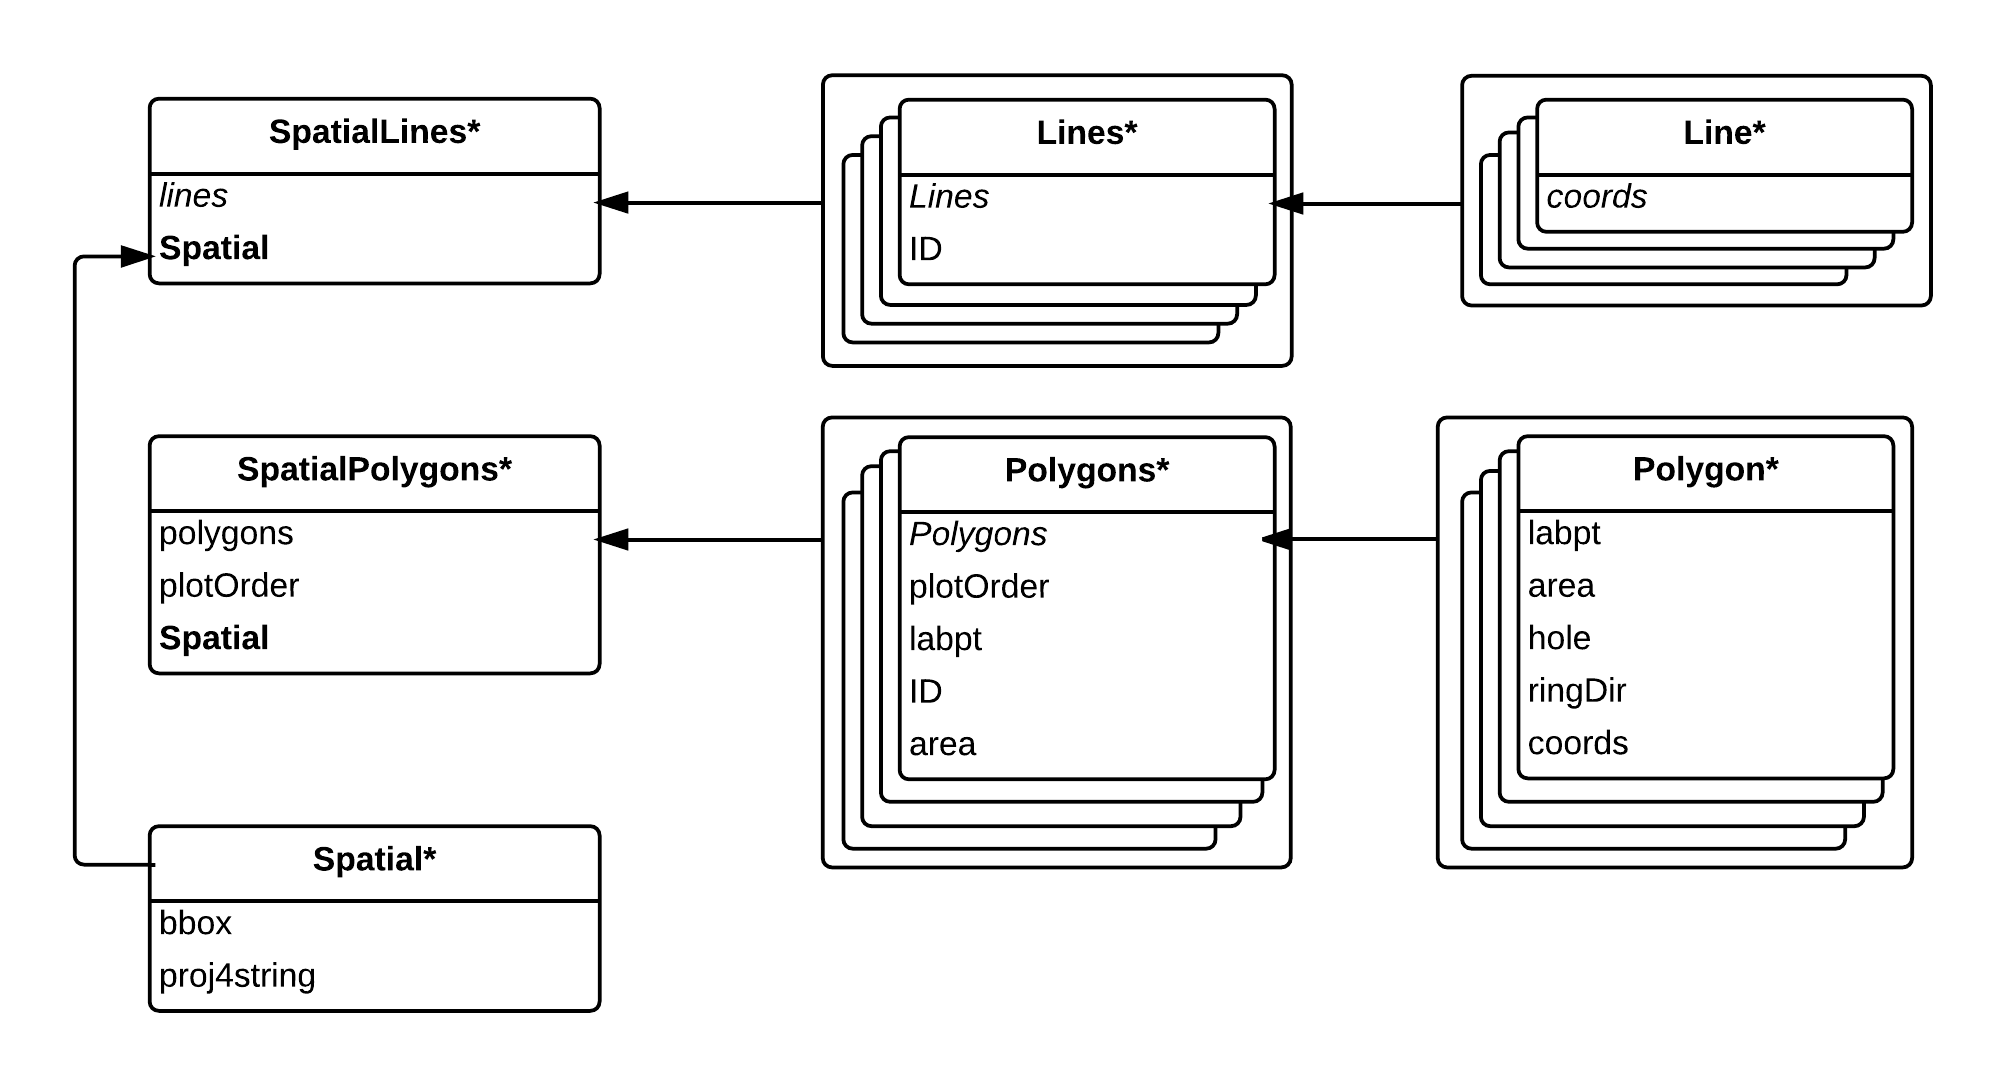 SpatialLines*
lines
Spatial
Lines*
Lines
ID
Line*
coords
SpatialPolygons*
polygons
plotOrder
Spatial
Polygons*
Polygons
plotOrder
labpt
ID
area
Polygon*
labpt
area
hole
ringDir
coords
Spatial*
bbox
proj4string